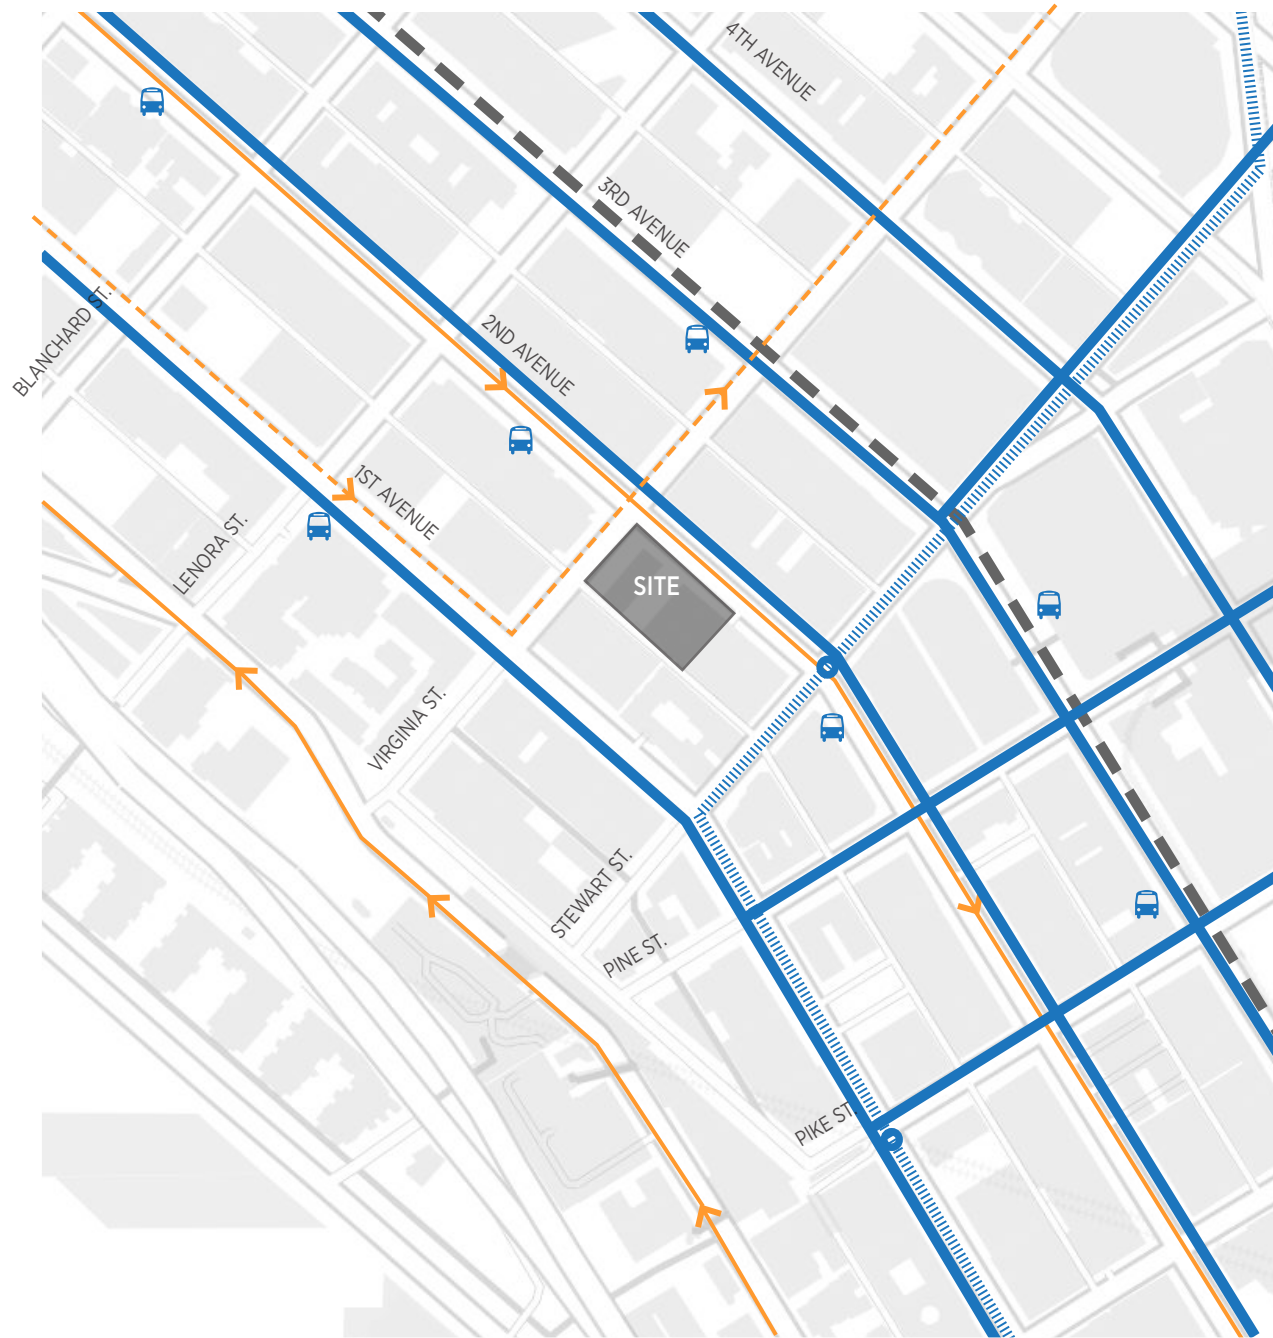 4TH AVENUE
3RD AVENUE
BLANCHARD ST.
2ND AVENUE
1ST AVENUE
LENORA ST.
SITE
VIRGINIA ST.
STEWART ST.
PINE ST.
PIKE ST.